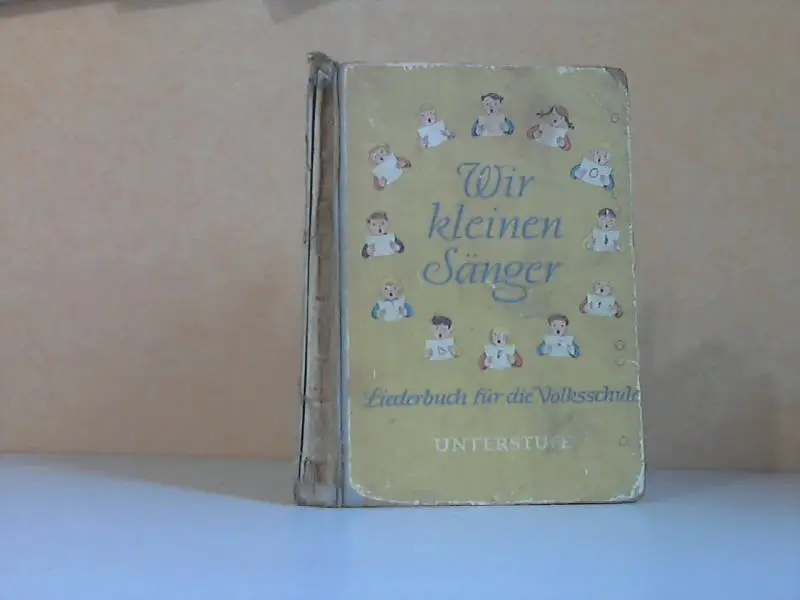 Wir
kleinen
Sänger
Liederbuch für die Volksschule
UNTERSTUFE